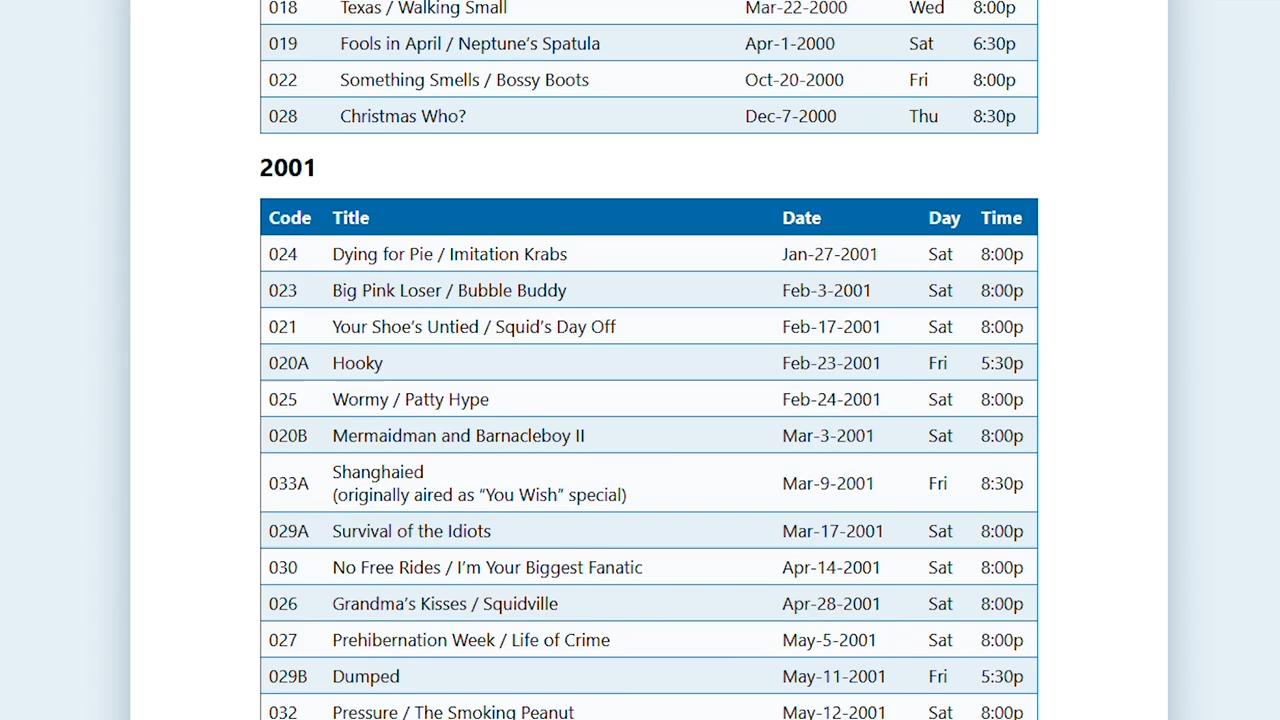 018 Texas / Walking Small Mar-22-2000 Wed 8:00p
019 Fools in April / Neptune’s Spatula Apr-1-2000 Sat 6:30p
022 Something Smells / Bossy Boots Oct-20-2000 Fri 8:00p
028 Christmas Who? Dec-7-2000 Thu 8:30p
2001
Code Title Date Day Time
024 Dying for Pie / Imitation Krabs Jan-27-2001 Sat 8:00p
023 Big Pink Loser / Bubble Buddy Feb-3-2001 Sat 8:00p
021 Your Shoe’s Untied / Squid’s Day Off Feb-17-2001 Sat 8:00p
020A Hooky Feb-23-2001 Fri 5:30p
025 Wormy / Patty Hype Feb-24-2001 Sat 8:00p
020B Mermaidman and Barnacleboy II Mar-3-2001 Sat 8:00p
033A Shanghaied Mar-9-2001 Fri 8:30p
(originally aired as “You Wish” special)
029A Survival of the Idiots Mar-17-2001 Sat 8:00p
030 No Free Rides / I’m Your Biggest Fanatic Apr-14-2001 Sat 8:00p
026 Grandma’s Kisses / Squidville Apr-28-2001 Sat 8:00p
027 Prehibernation Week / Life of Crime May-5-2001 Sat 8:00p
029B Dumped May-11-2001 Fri 5:30p
032 Pressure / The Smoking Peanut May-12-2001 Sat 8:00p